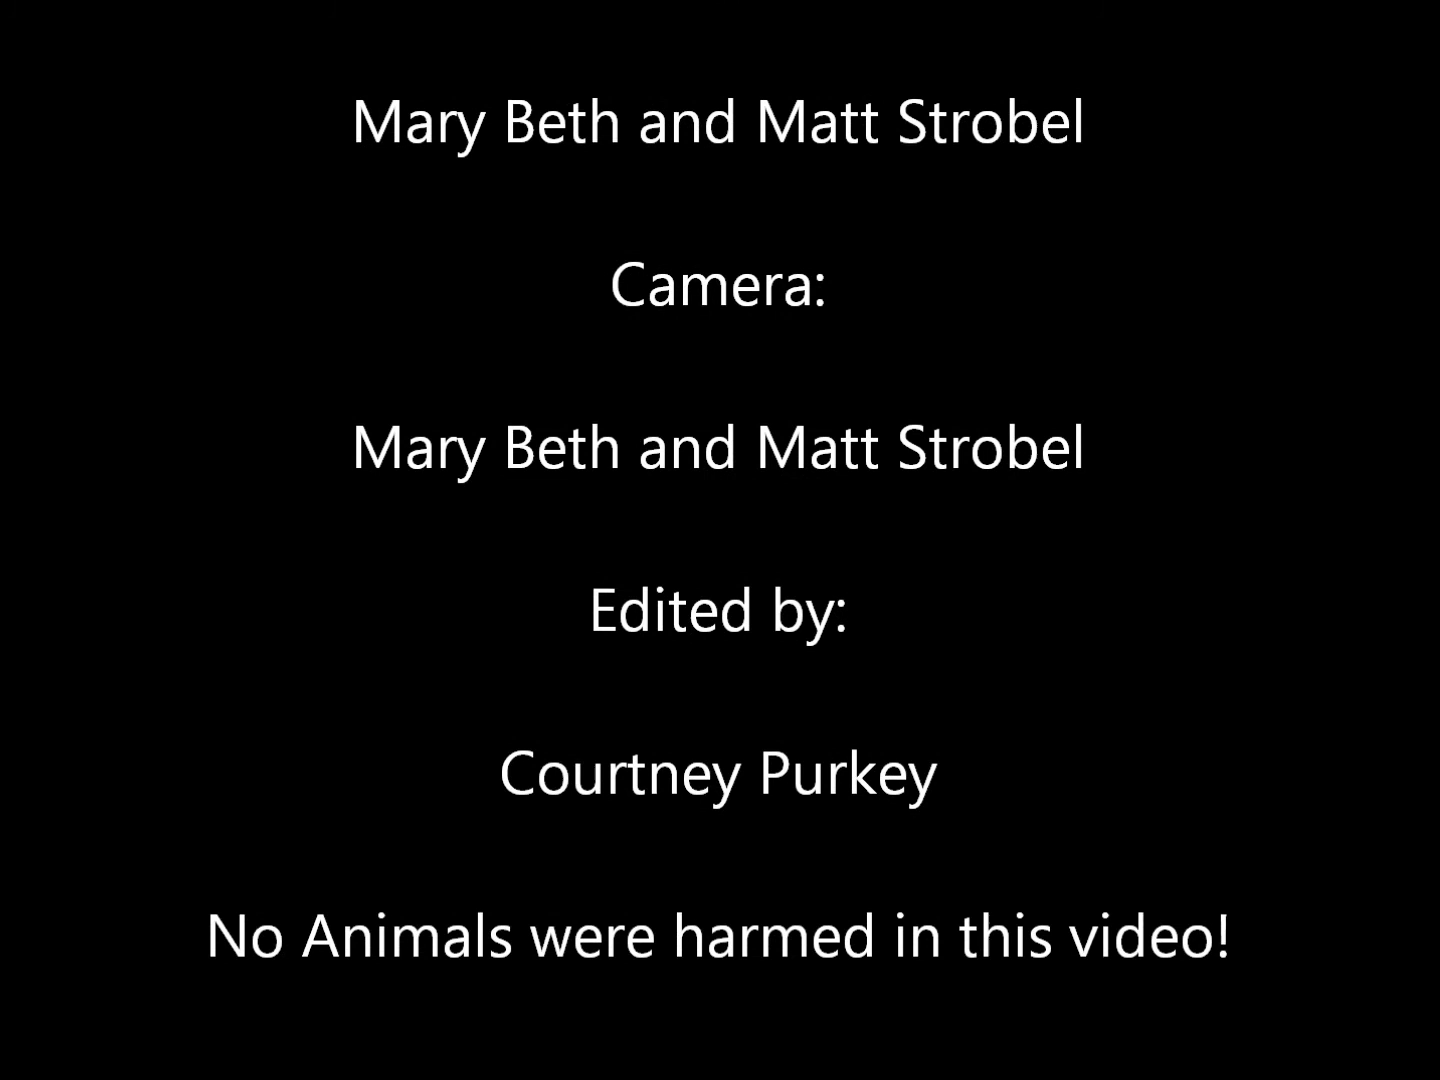 Mary Beth and Matt Strobel
Camera:
Mary Beth and Matt Strobel
Edited by:
Courtney Purkey
No Animals were harmed in this video!